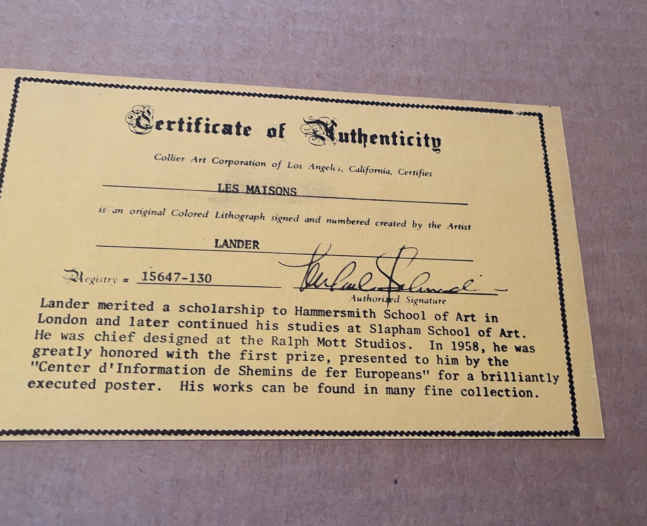 Certificate of Authenticity
Collier Art Corporation of Los Angeles, California, Certifies
LES MAISONS
is an original Colored Lithograph signed and numbered created by the Artist
LANDER
Registry # 15647-130
Authorized Signature
Lander merited a scholarship to Hammersmith School of Art in
London and later continued his studies at Slapham School of Art.
He was chief designed at the Ralph Mott Studios. In 1958, he was
greatly honored with the first prize, presented to him by the
"Center d'Information de Shemins de fer Europeans" for a brilliantly
executed poster. His works can be found in many fine collection.